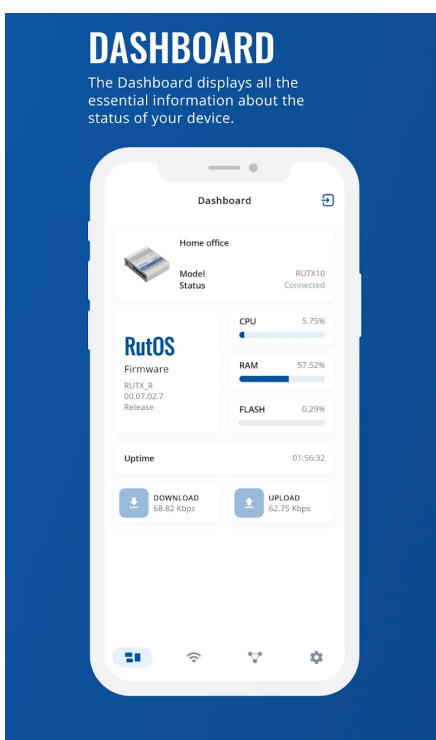 DASHBOARD
The Dashboard displays all the
essential information about the
status of your device.
Dashboard
Home office
Model RUTX10
Status Connected
RutOS
Firmware
RUTX_R
00.07.02.7
Release
CPU 5.75%
RAM 57.52%
FLASH 0.29%
Uptime 01:56:32
DOWNLOAD
68.82 Kbps
UPLOAD
62.75 Kbps